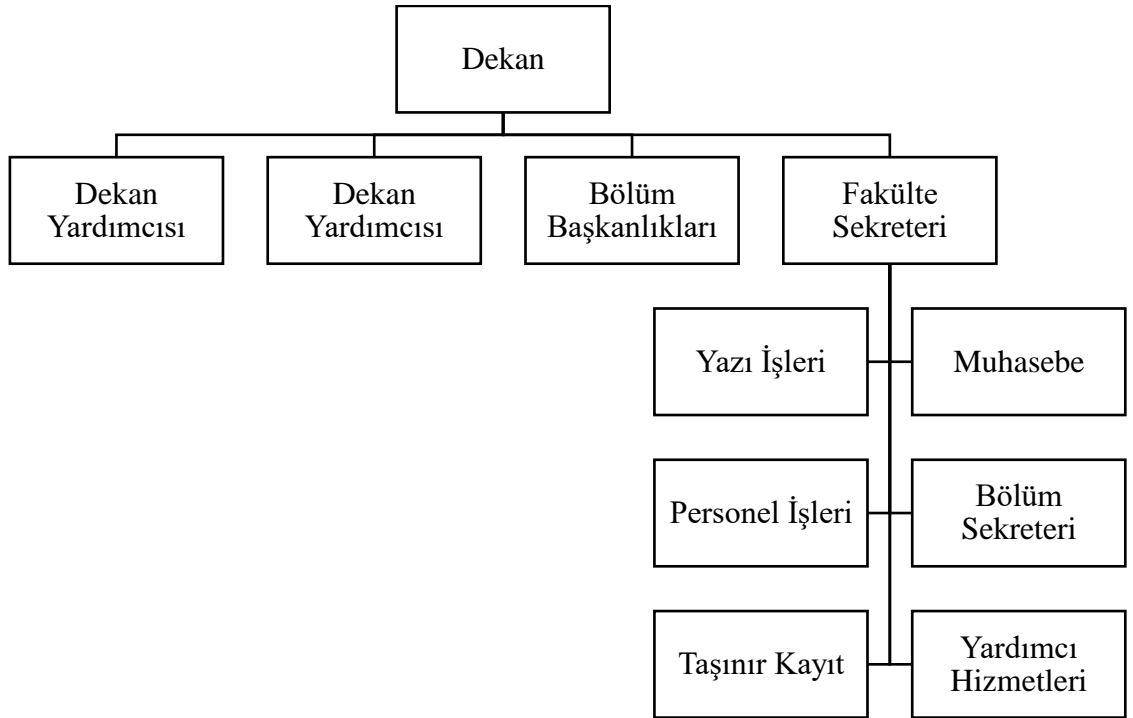 Dekan
Dekan
Yardımcısı
Dekan
Yardımcısı
Bölüm
Başkanlıkları
Fakülte
Sekreteri
Yazı İşleri
Muhasebe
Personel İşleri
Bölüm
Sekreteri
Taşınır Kayıt
Yardımcı
Hizmetleri